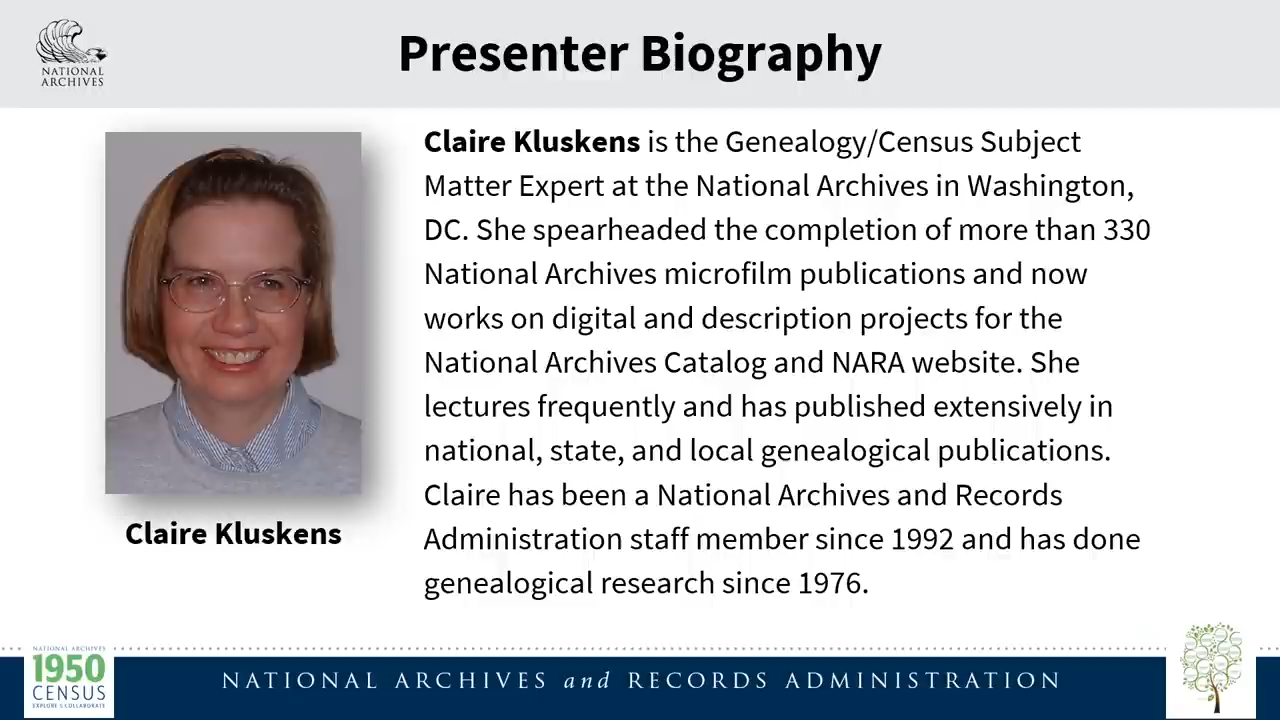 NATIONAL
ARCHIVES
Presenter Biography
Claire Kluskens is the Genealogy/Census Subject
Matter Expert at the National Archives in Washington,
DC. She spearheaded the completion of more than 330
National Archives microfilm publications and now
works on digital and description projects for the
National Archives Catalog and NARA website. She
lectures frequently and has published extensively in
national, state, and local genealogical publications.
Claire has been a National Archives and Records
Administration staff member since 1992 and has done
genealogical research since 1976.
Claire Kluskens
NATIONAL ARCHIVES
1950
CENSUS
EXPLORE & COLLABORATE
NATIONAL ARCHIVES and RECORDS ADMINISTRATION